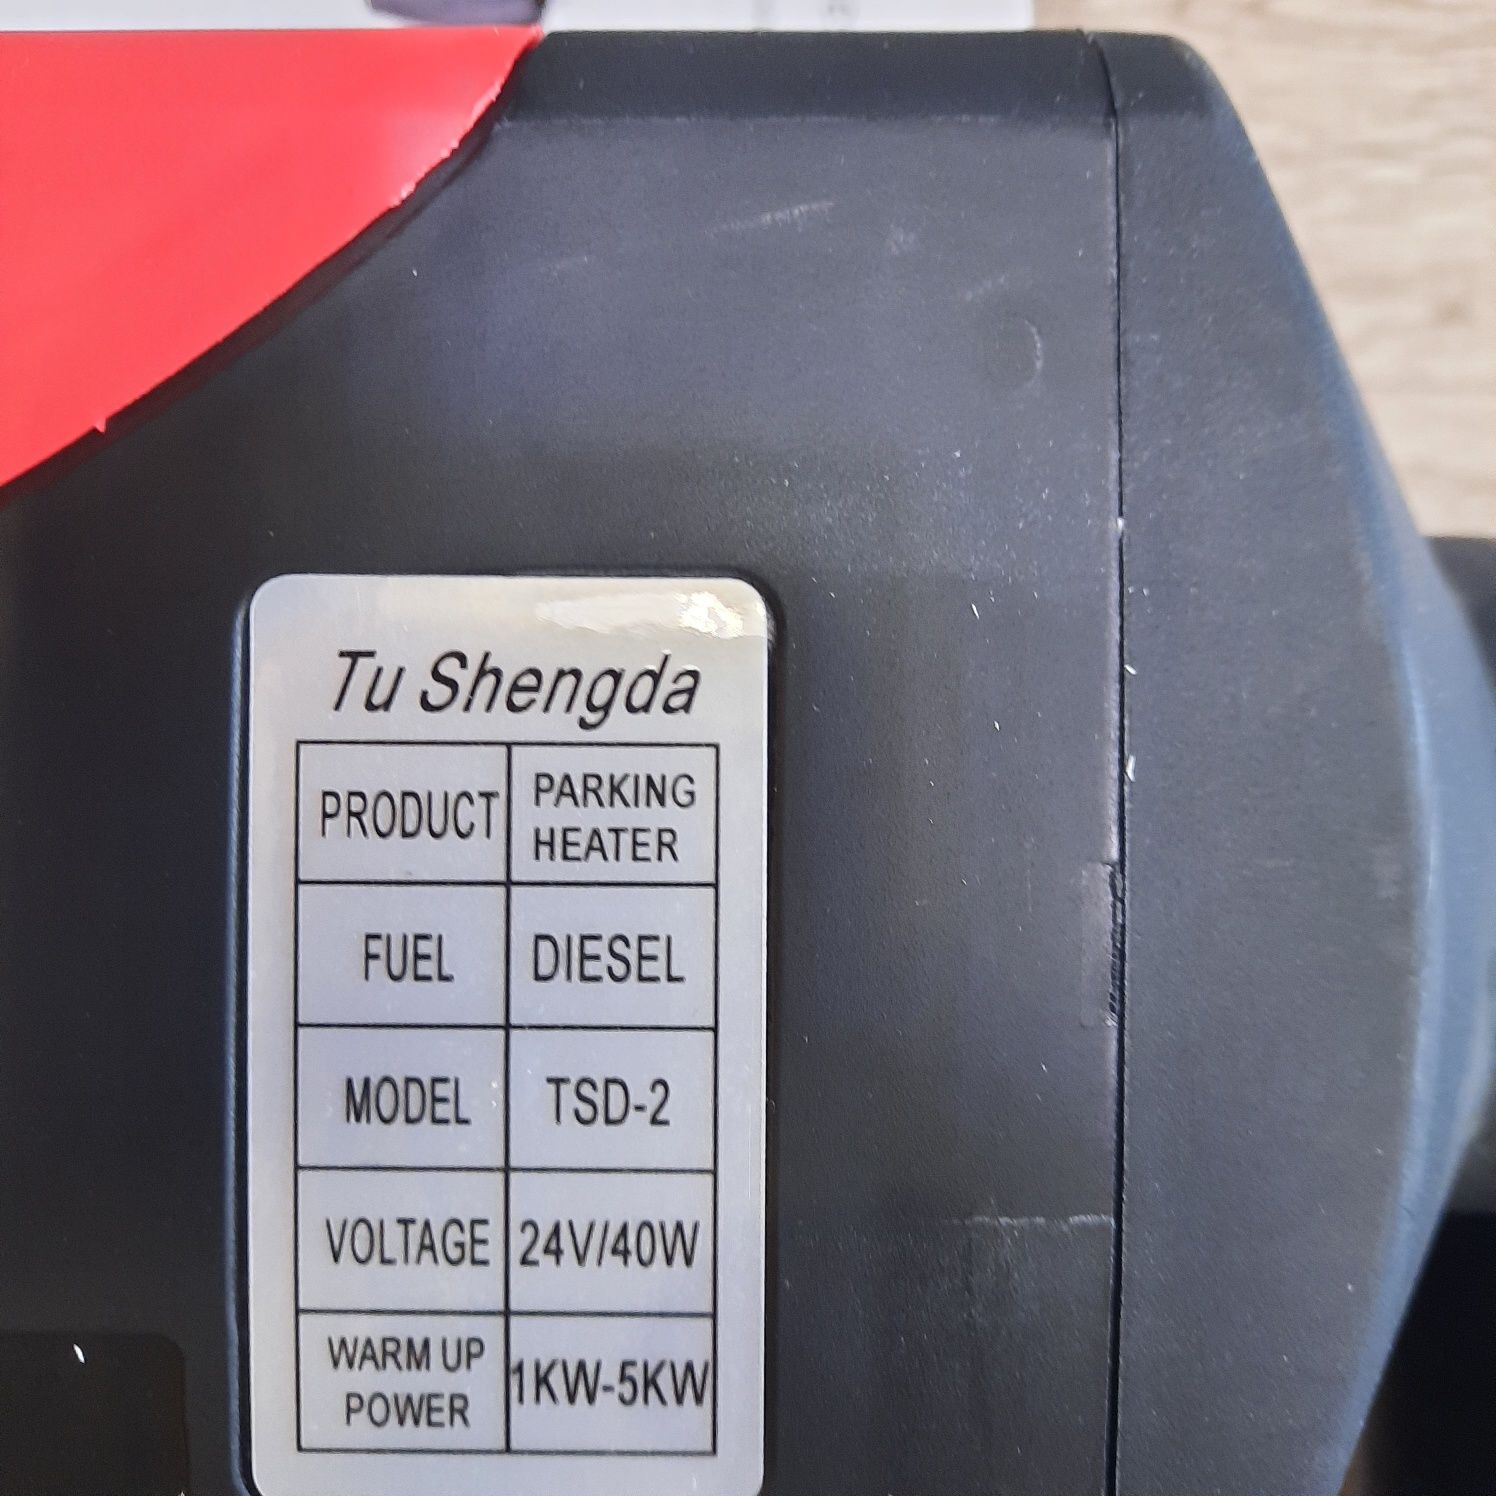 Tu Shengda
PRODUCT
PARKING
HEATER
FUEL
DIESEL
MODEL
TSD-2
VOLTAGE
24V/40W
WARM UP
POWER
1KW-5KW